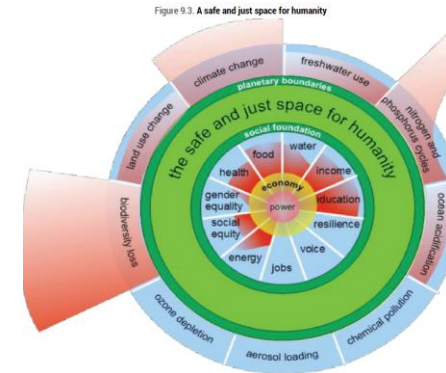 Figure 9.3. A safe and just space for humanity
climate change
freshwater use
nitrogen and
phosphorus cycles
land use change
planetary boundaries
the safe and just space for humanity
social foundation
water
food
income
health
economy
education
gender
equality
power
resilience
social
equity
voice
energy
jobs
biodiversity loss
ocean acidification
ozone depletion
aerosol loading
chemical pollution